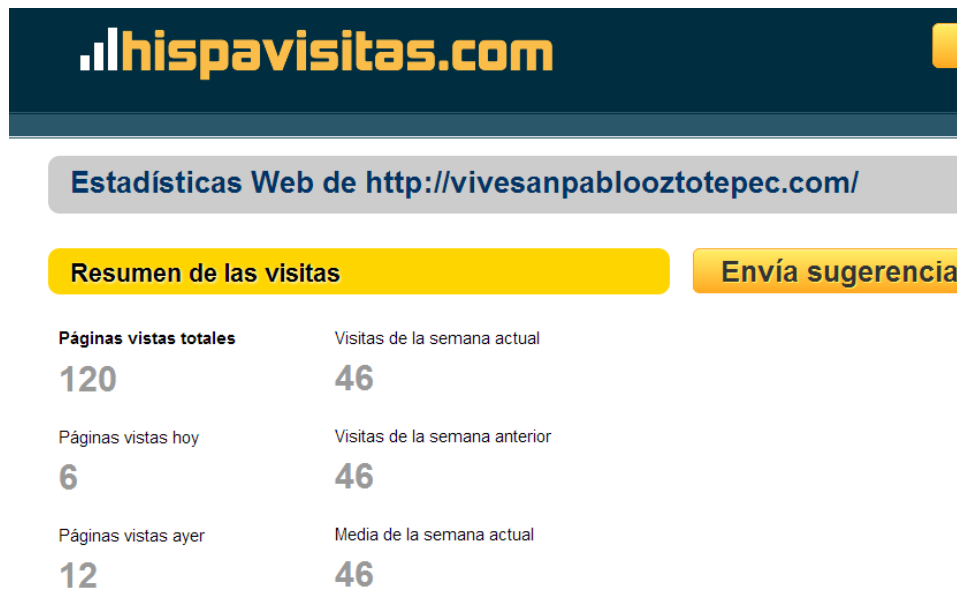 hispavisitas.com
Estadísticas Web de http://vivesanpablooztotepec.com/
Resumen de las visitas
Envía sugerencia
Páginas vistas totales
Visitas de la semana actual
120
46
Páginas vistas hoy
Visitas de la semana anterior
6
46
Páginas vistas ayer
Media de la semana actual
12
46